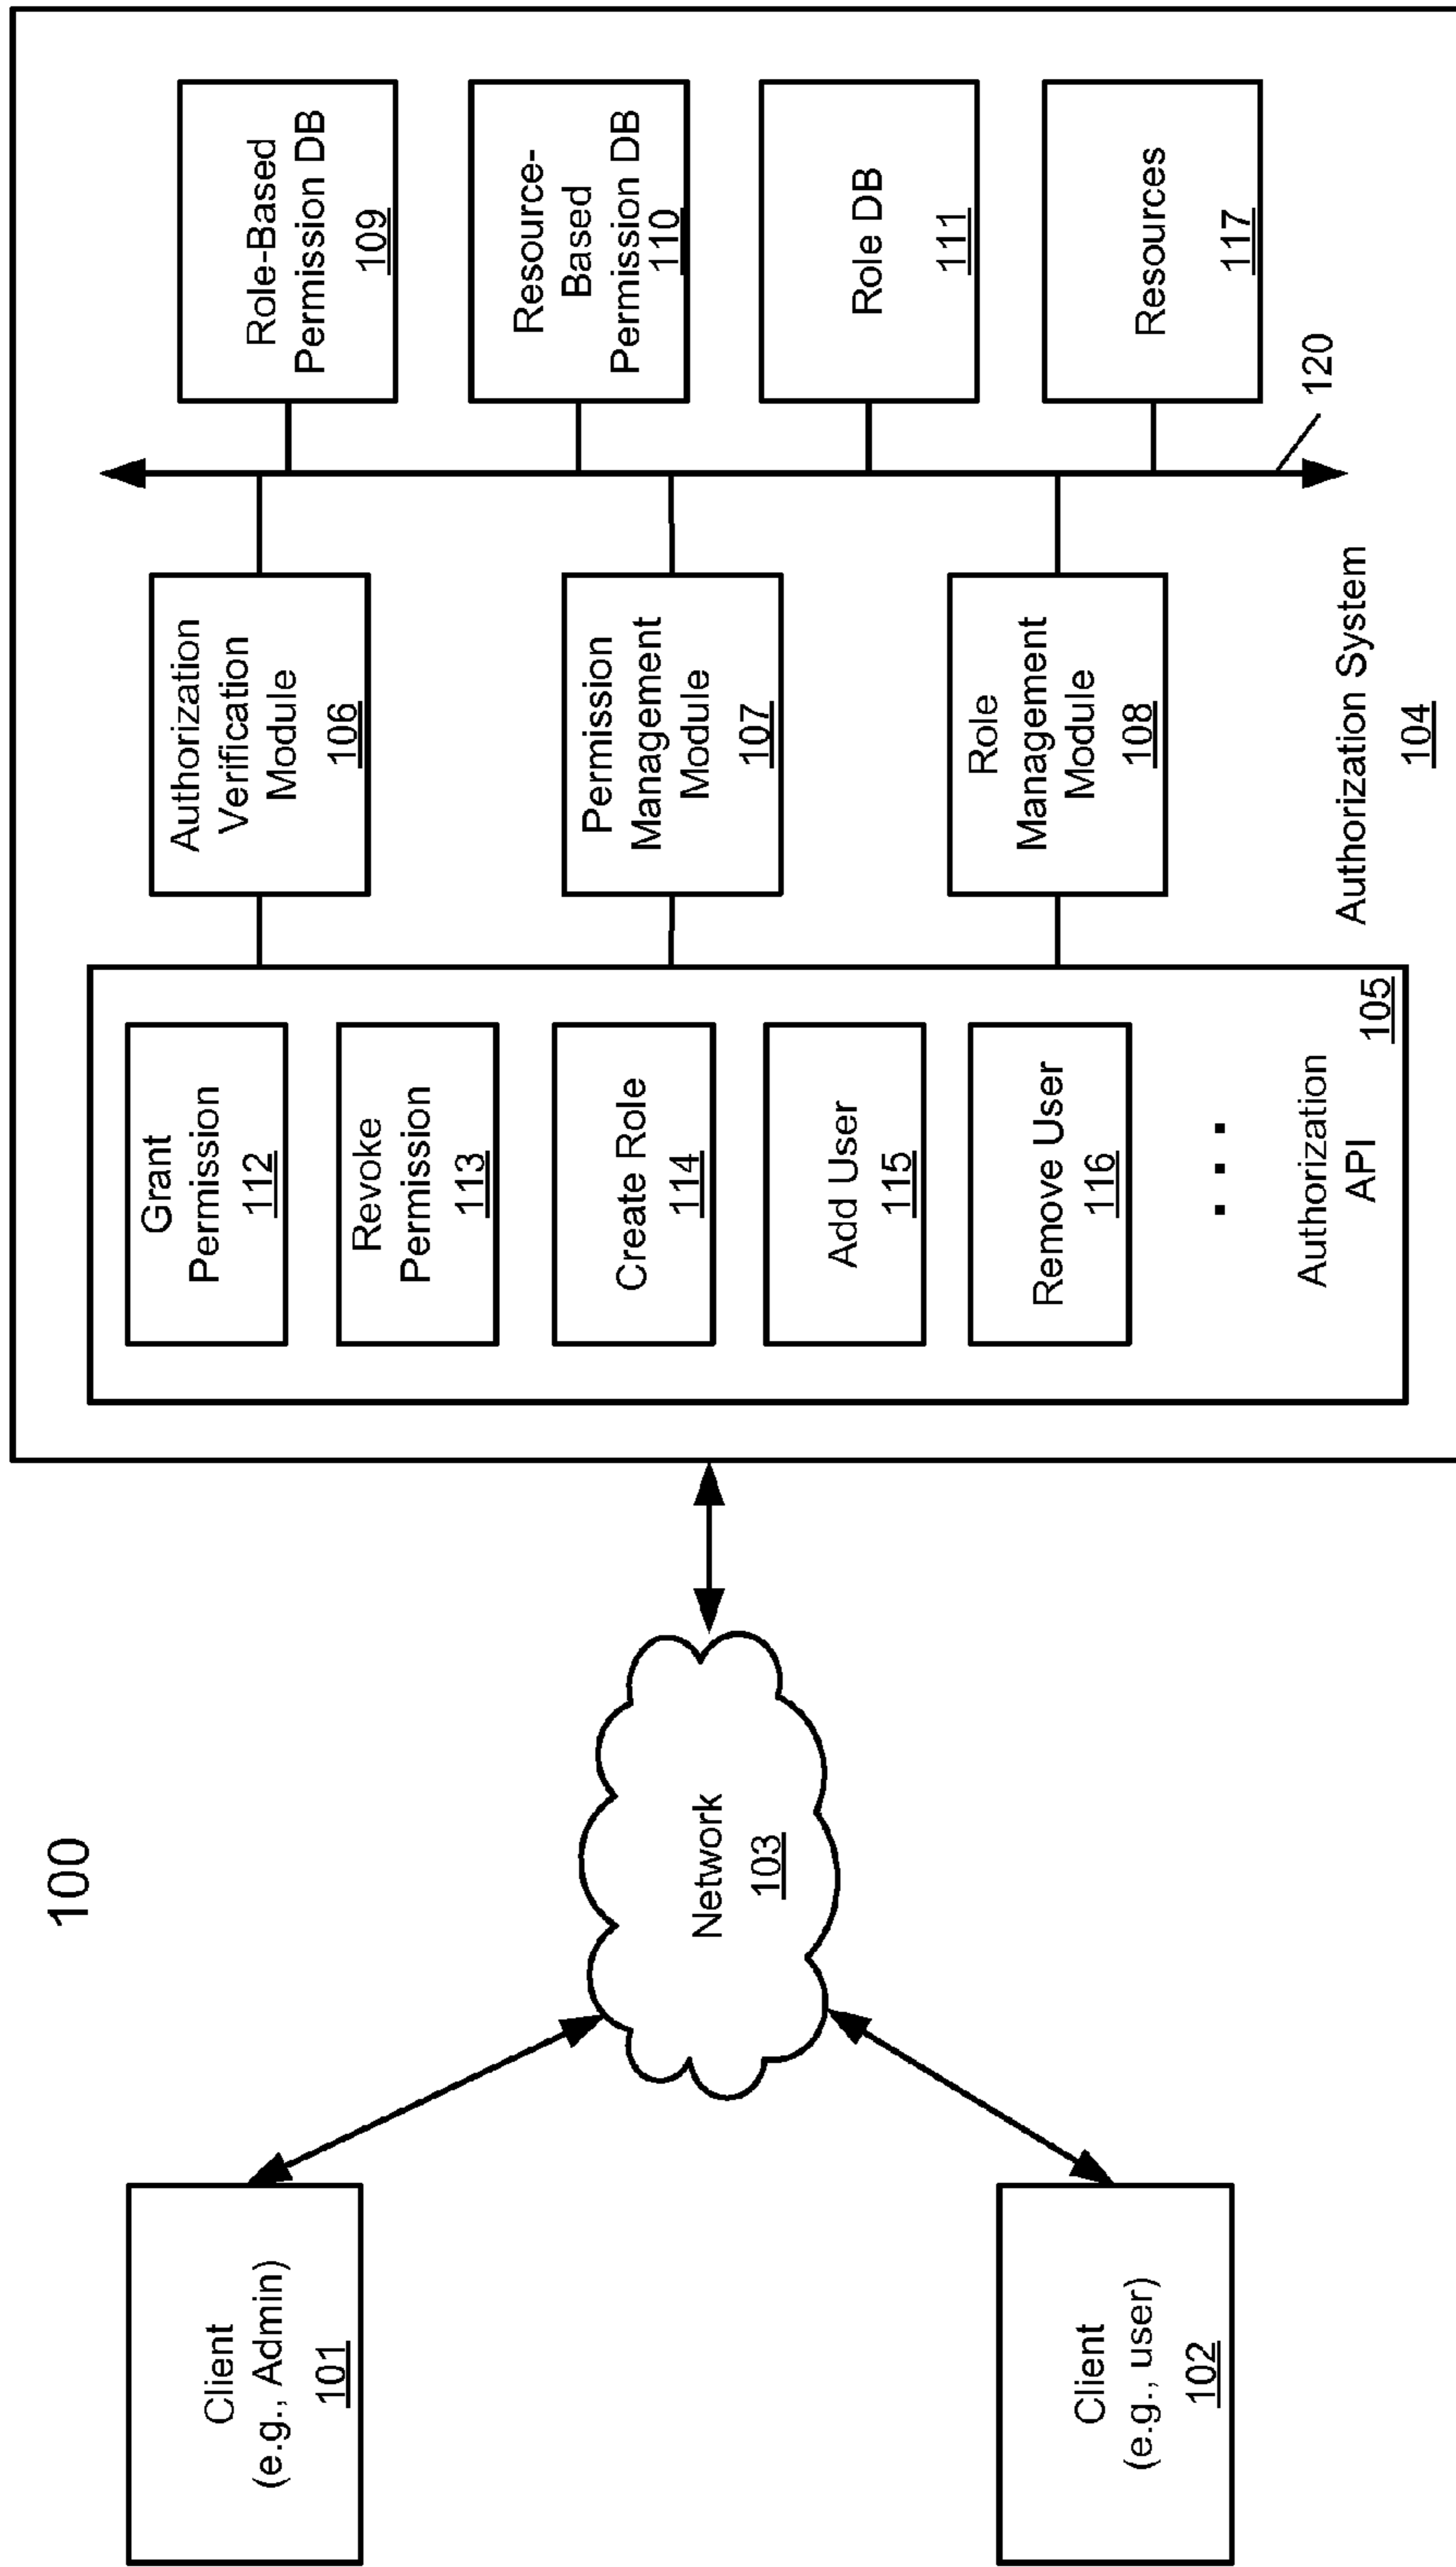 100
Client
(e.g., Admin)
101
Client
(e.g., user)
102
Network
103
Grant
Permission
112
Revoke
Permission
113
Create Role
114
Add User
115
Remove User
116
. . .
Authorization
API
105
Authorization
Verification
Module
106
Permission
Management
Module
107
Role
Management
Module
108
Role-Based
Permission DB
109
Resource-
Based
Permission DB
110
Role DB
111
Resources
117
120
Authorization System
104